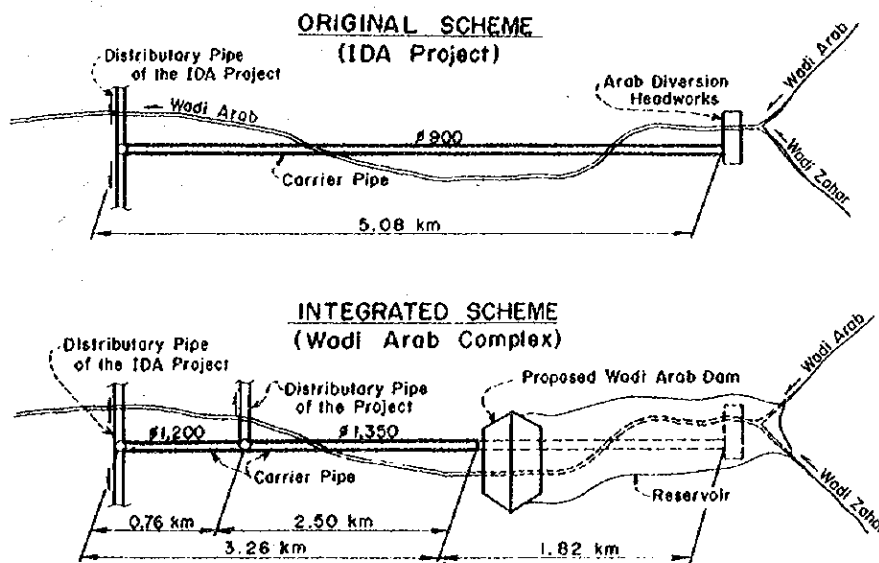 ORIGINAL SCHEME
(IDA Project)
Distributary Pipe
of the IDA Project
Wadi Arab
Arab Diversion
Headworks
Wadi Arab
Wadi Zahar
ø900
Carrier Pipe
5.08 km
INTEGRATED SCHEME
(Wadi Arab Complex)
Distributary Pipe
of the IDA Project
Distributary Pipe
of the Project
Proposed Wadi Arab Dam
Wadi Arab
Wadi Zahar
ø1,200
ø1,350
Carrier Pipe
Reservoir
0.76 km
2.50 km
3.26 km
1.82 km